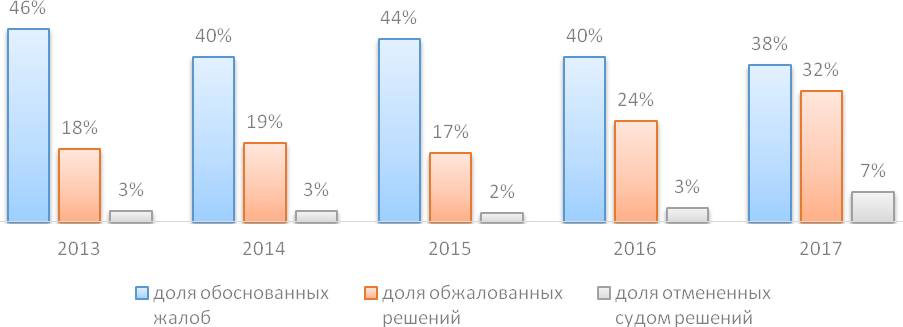 46%
18%
3%
40%
19%
3%
44%
17%
2%
40%
24%
3%
38%
32%
7%
2013 2014 2015 2016 2017
доля обоснованных
жалоб
доля обжалованных
решений
доля отмененных
судом решений